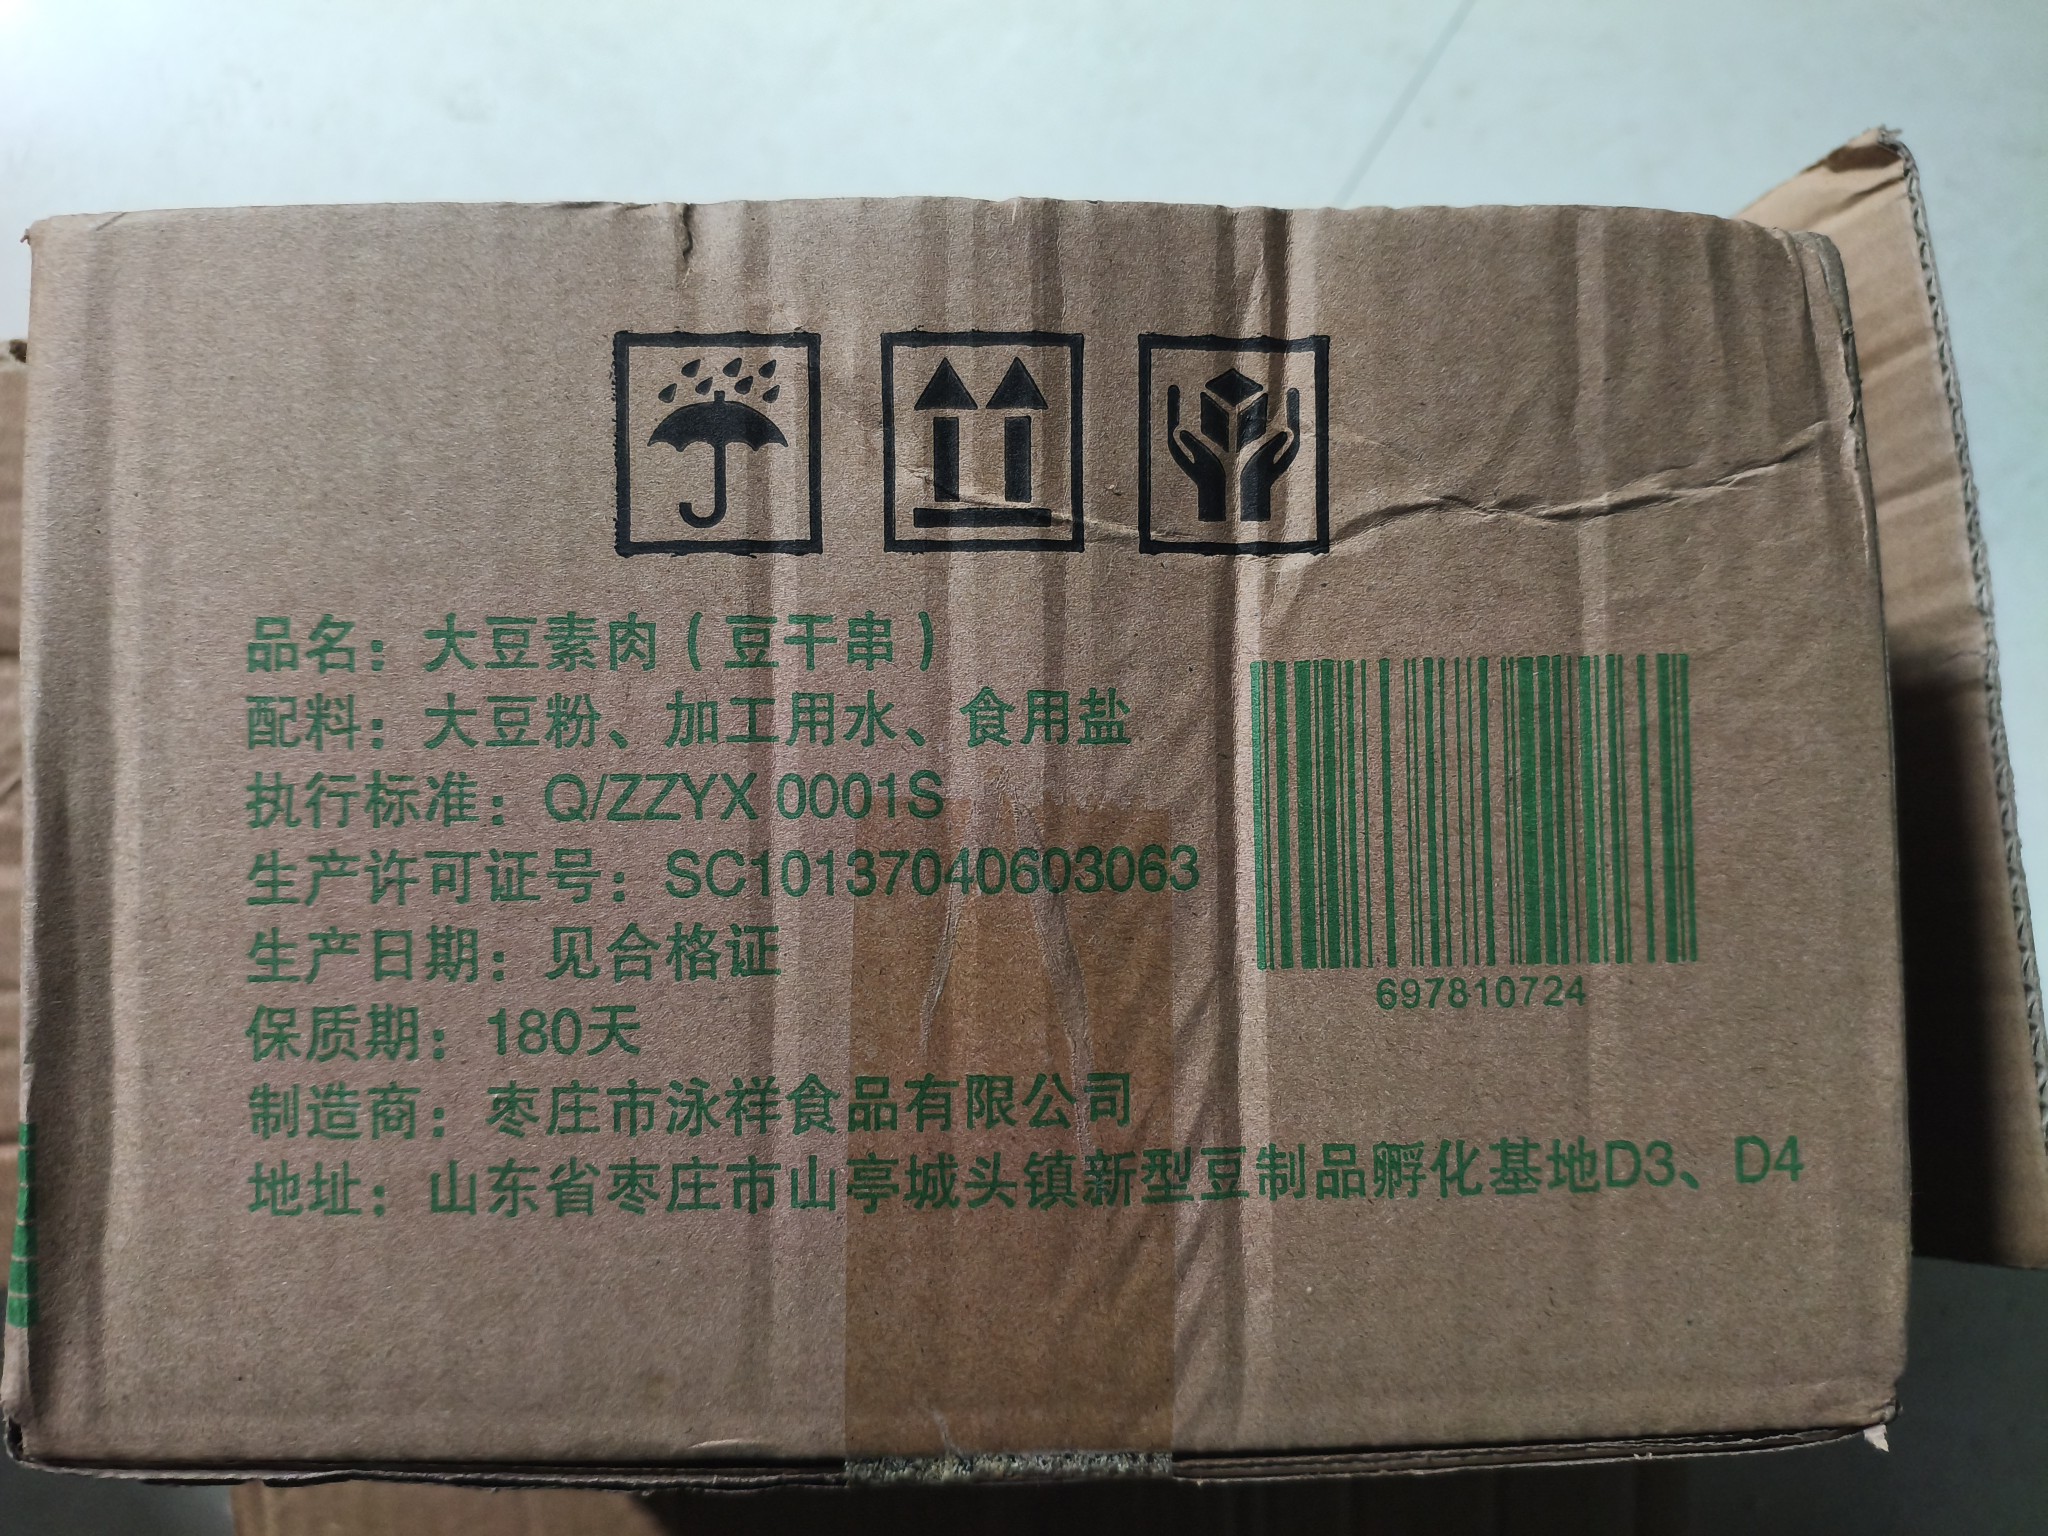 品名：大豆素肉（豆干串）
配料：大豆粉、加工用水、食用盐
执行标准：Q/ZZYX 0001S
生产许可证号：SC10137040603063
生产日期：见合格证
保质期：180天
制造商：枣庄市泳祥食品有限公司
地址：山东省枣庄市山亭城头镇新型豆制品孵化基地D3、D4
697810724